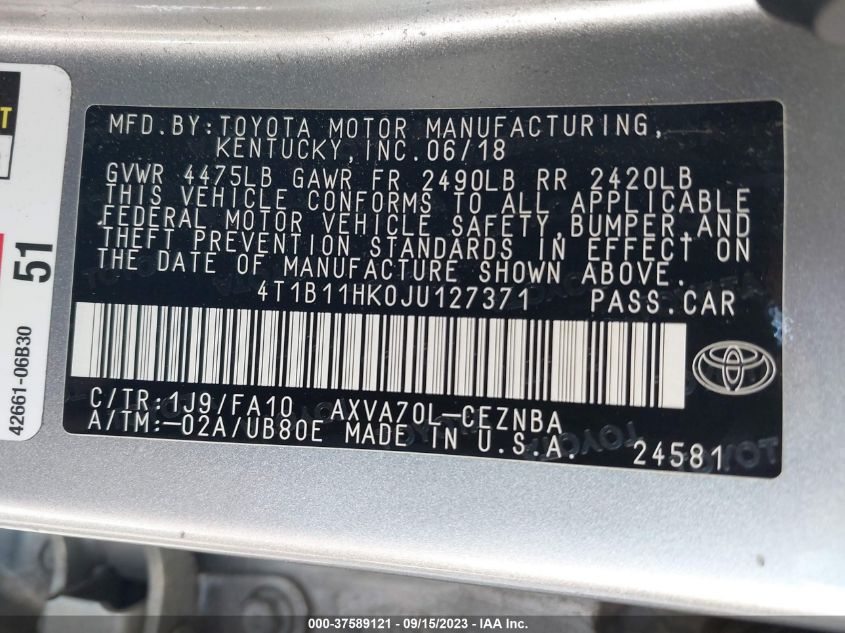 MFD.BY:TOYOTA MOTOR MANUFACTURING,
KENTUCKY,INC.06/18
GVWR 4475LB GAWR FR 2490LB RR 2420LB
THIS VEHICLE CONFORMS TO ALL APPLICABLE
FEDERAL MOTOR VEHICLE SAFETY,BUMPER,AND
THEFT PREVENTION STANDARDS IN EFFECT ON
THE DATE OF MANUFACTURE SHOWN ABOVE.
4T1B11HK0JU127371 PASS.CAR
C/TR:1J9/FA10 AXVA70L-CEZNBA
A/TM:-02A/UB80E MADE IN U.S.A.
24581
51
42661-06B30
000-37589121 - 09/15/2023 - IAA Inc.